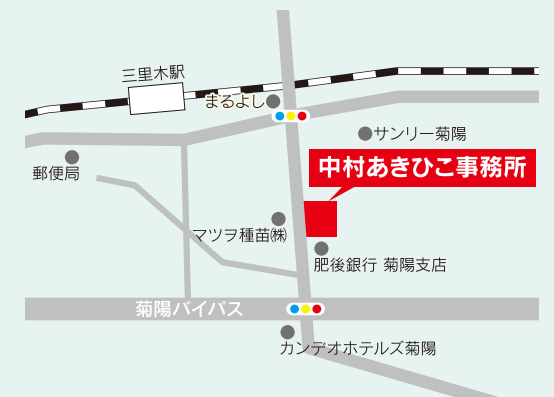 三里木駅
まるよし
サンリー菊陽
郵便局
中村あきひこ事務所
マツヲ種苗㈱
肥後銀行 菊陽支店
菊陽バイパス
カンデオホテルズ菊陽